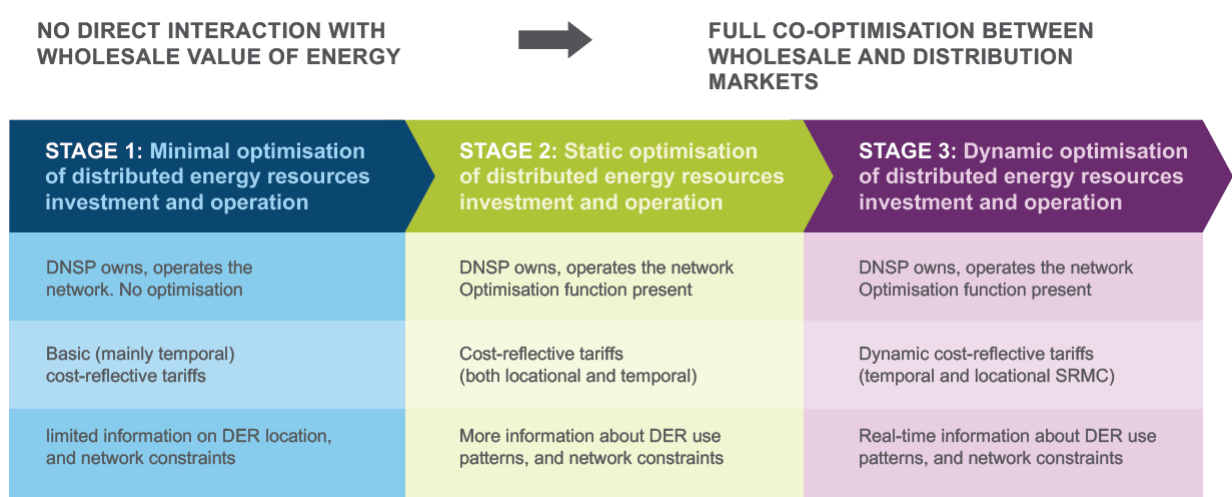 NO DIRECT INTERACTION WITH
WHOLESALE VALUE OF ENERGY
FULL CO-OPTIMISATION BETWEEN
WHOLESALE AND DISTRIBUTION
MARKETS
STAGE 1: Minimal optimisation
of distributed energy resources
investment and operation
STAGE 2: Static optimisation
of distributed energy resources
investment and operation
STAGE 3: Dynamic optimisation
of distributed energy resources
investment and operation
DNSP owns, operates the
network. No optimisation
DNSP owns, operates the network
Optimisation function present
DNSP owns, operates the network
Optimisation function present
Basic (mainly temporal)
cost-reflective tariffs
Cost-reflective tariffs
(both locational and temporal)
Dynamic cost-reflective tariffs
(temporal and locational SRMC)
limited information on DER location,
and network constraints
More information about DER use
patterns, and network constraints
Real-time information about DER use
patterns, and network constraints